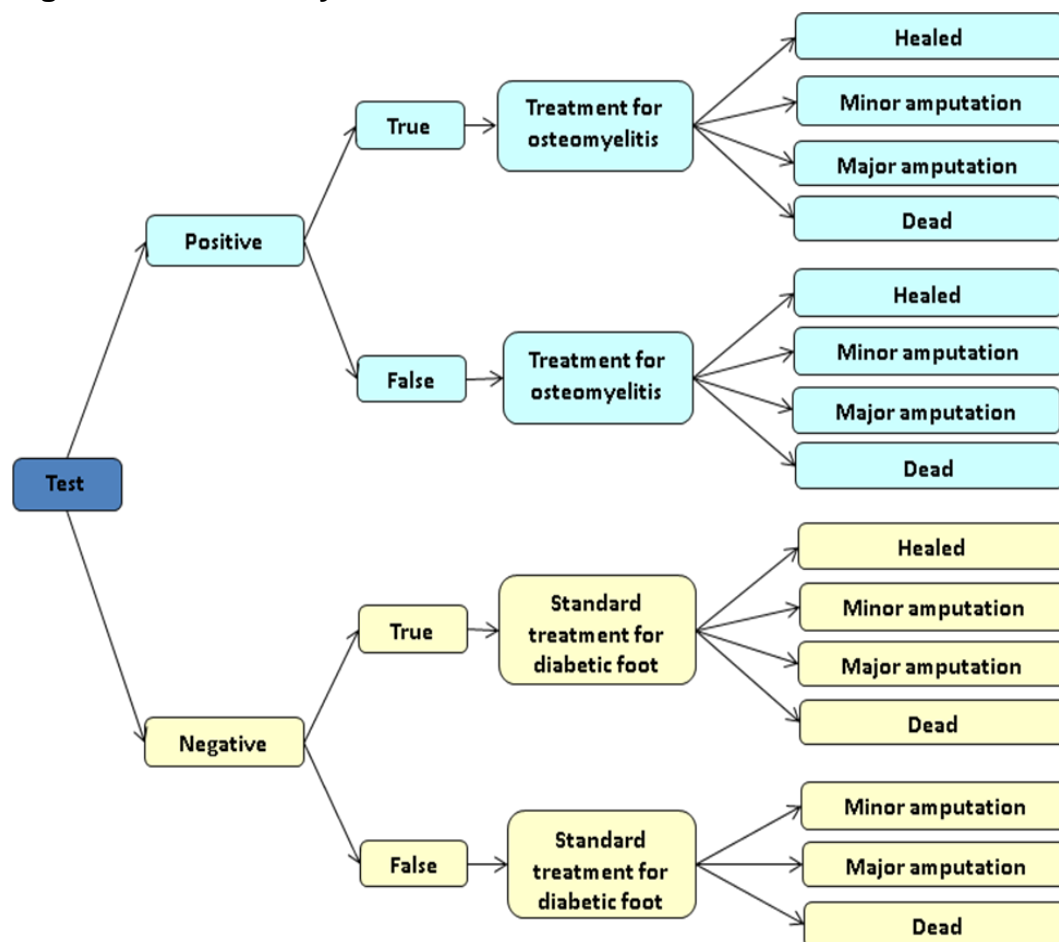 Healed
Minor amputation
Major amputation
Dead
True
Treatment for
osteomyelitis
Positive
False
Treatment for
osteomyelitis
Healed
Minor amputation
Major amputation
Dead
Test
Negative
True
Standard
treatment for
diabetic foot
Healed
Minor amputation
Major amputation
Dead
False
Standard
treatment for
diabetic foot
Minor amputation
Major amputation
Dead